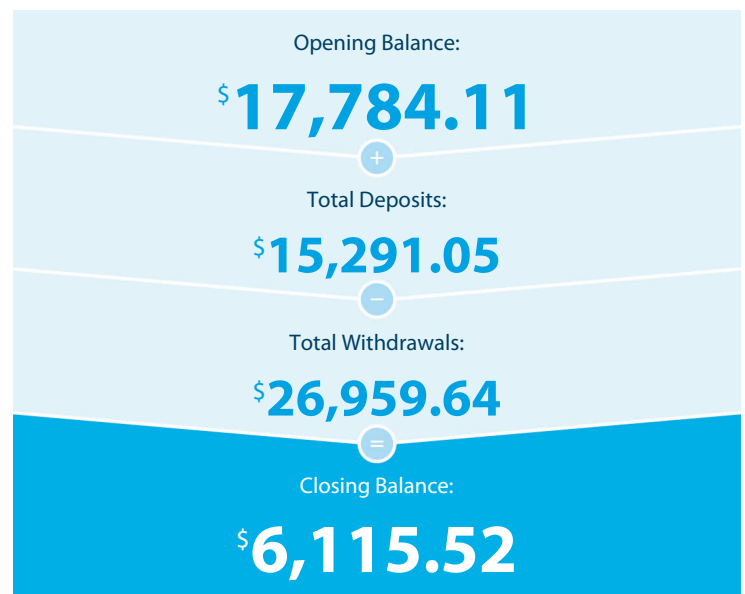 Opening Balance:
$17,784.11
+
Total Deposits:
$15,291.05
−
Total Withdrawals:
$26,959.64
=
Closing Balance:
$6,115.52